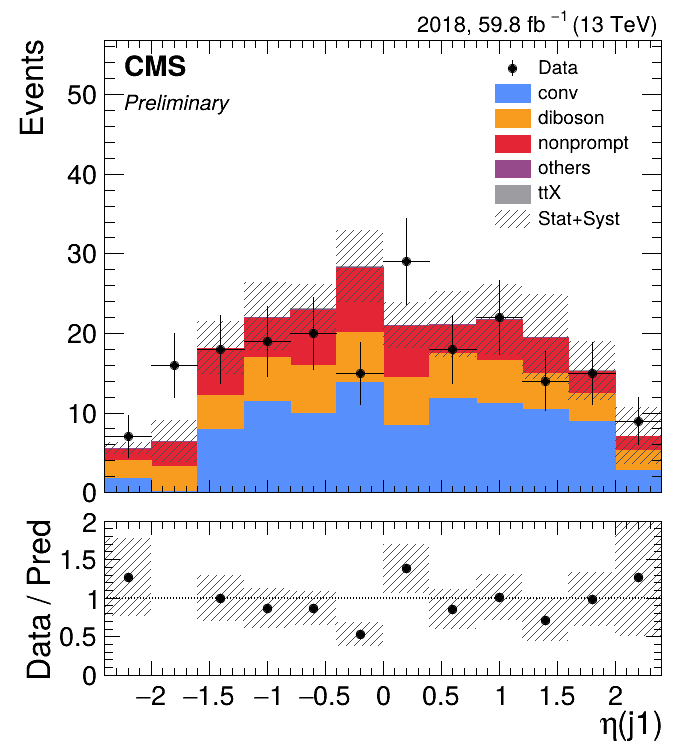 2018, 59.8 fb⁻¹ (13 TeV)
CMS
Preliminary
Events
50
40
30
20
10
0
Data
conv
diboson
nonprompt
others
ttX
Stat+Syst
Data / Pred
2
1.5
1
0.5
0
−2 −1.5 −1 −0.5 0 0.5 1 1.5 2
η(j1)